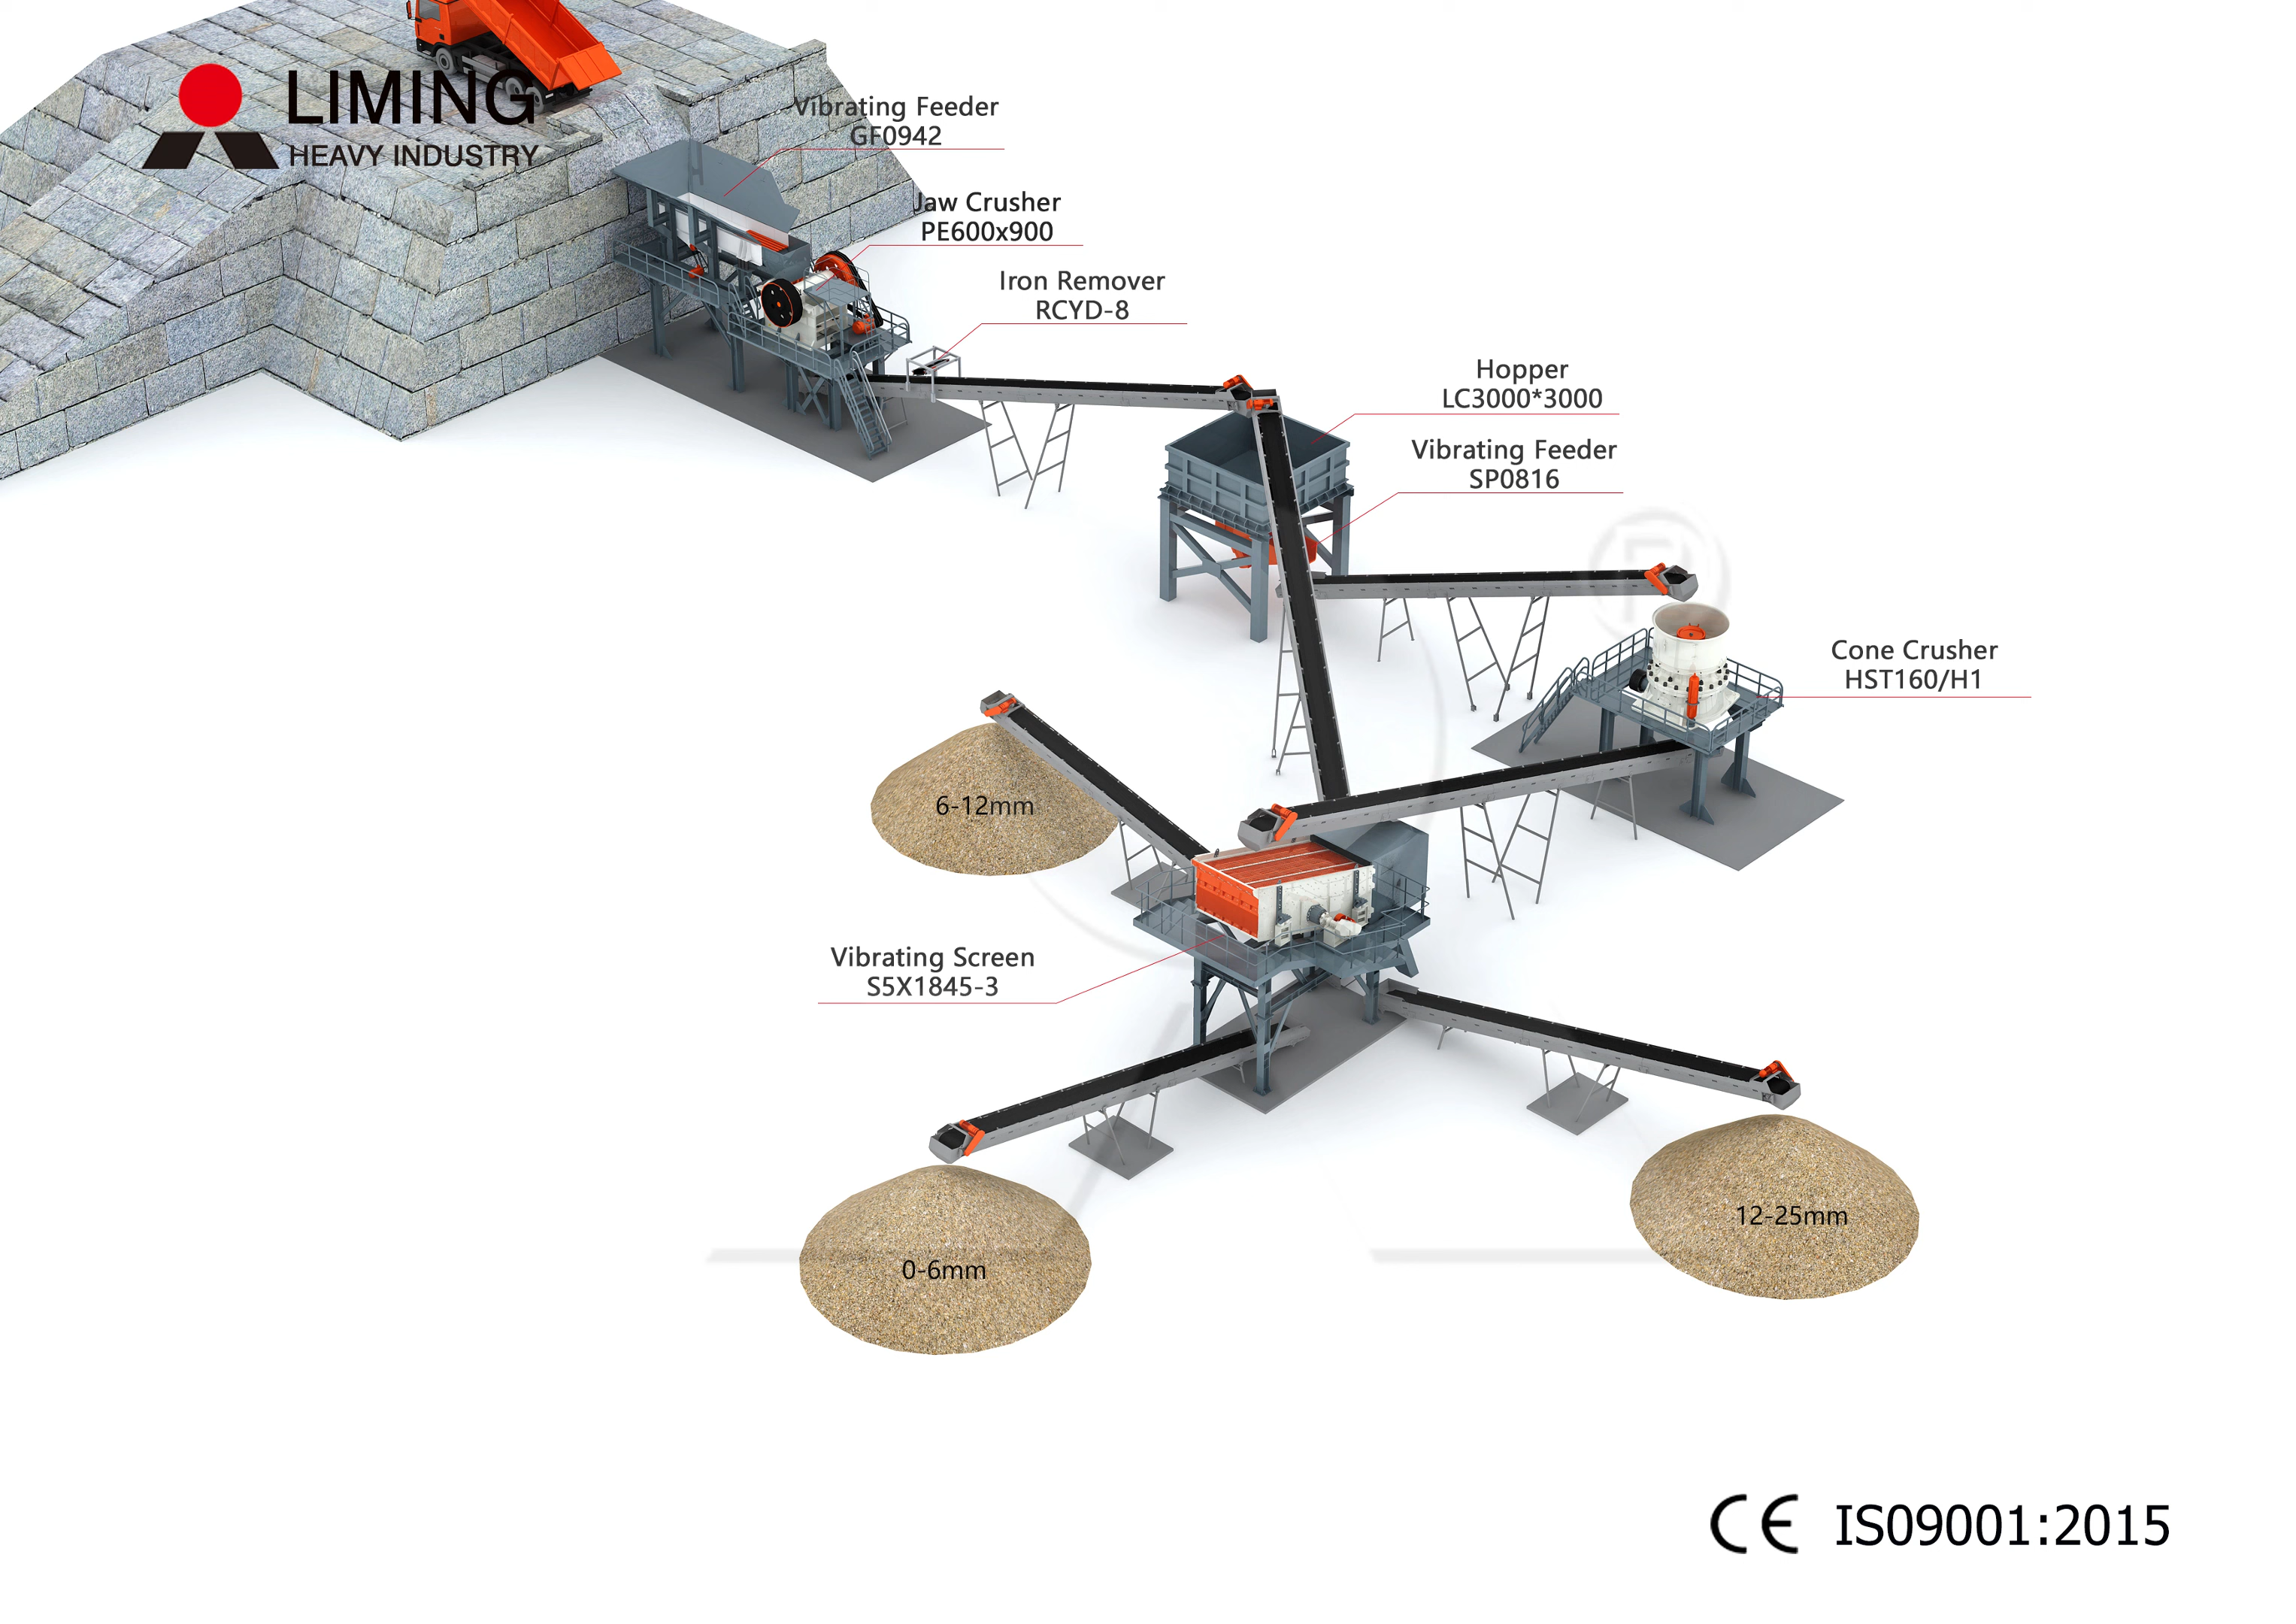 LIMING
HEAVY INDUSTRY
Vibrating Feeder
GF0942
Jaw Crusher
PE600x900
Iron Remover
RCYD-8
Hopper
LC3000*3000
Vibrating Feeder
SP0816
Cone Crusher
HST160/H1
6-12mm
Vibrating Screen
S5X1845-3
12-25mm
0-6mm
CE IS09001:2015